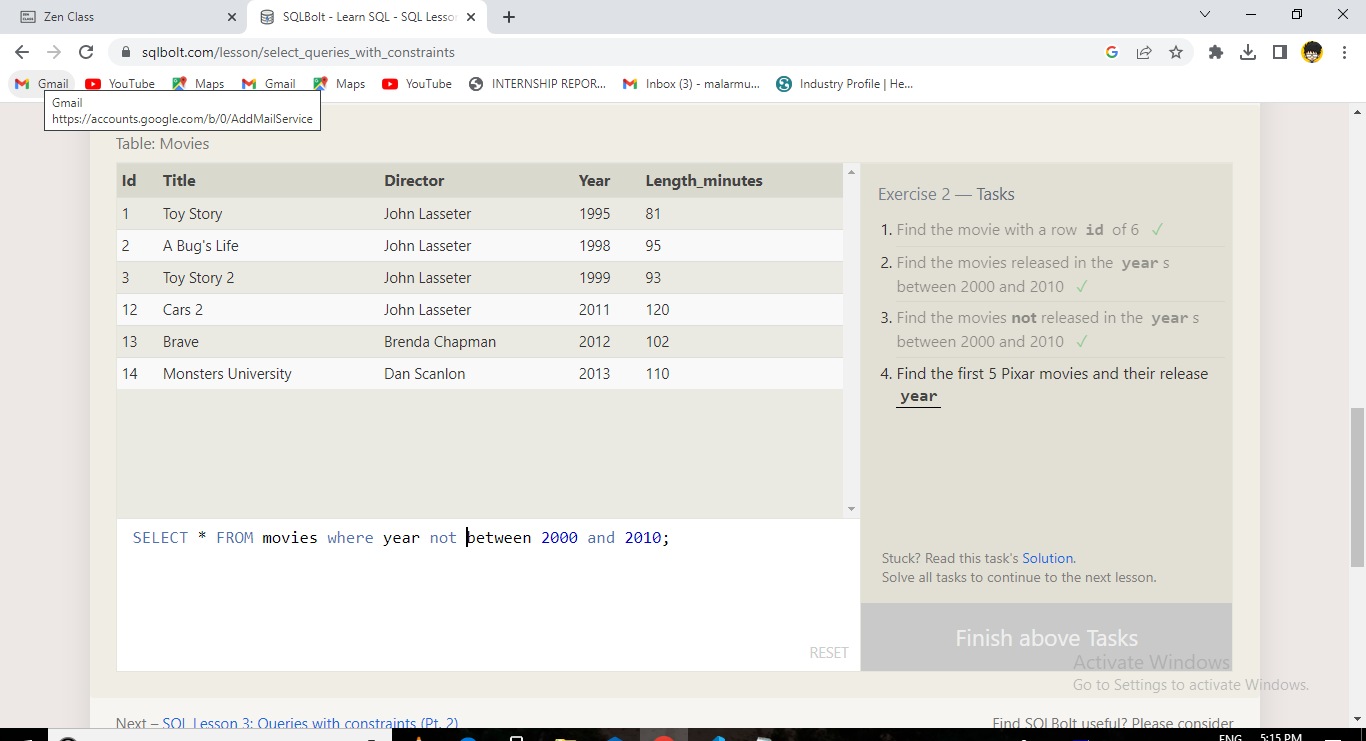 Zen Class
SQLBolt - Learn SQL - SQL Lesson
sqlbolt.com/lesson/select_queries_with_constraints
Gmail YouTube Maps Gmail Maps YouTube INTERNSHIP REPOR... Inbox (3) - malarmu... Industry Profile | He...
Gmail
https://accounts.google.com/b/0/AddMailService
Table: Movies
Id Title Director Year Length_minutes
1 Toy Story John Lasseter 1995 81
2 A Bug's Life John Lasseter 1998 95
3 Toy Story 2 John Lasseter 1999 93
12 Cars 2 John Lasseter 2011 120
13 Brave Brenda Chapman 2012 102
14 Monsters University Dan Scanlon 2013 110
Exercise 2 — Tasks
1. Find the movie with a row id of 6 ✓
2. Find the movies released in the year s
between 2000 and 2010 ✓
3. Find the movies not released in the year s
between 2000 and 2010 ✓
4. Find the first 5 Pixar movies and their release
year
SELECT * FROM movies where year not between 2000 and 2010;
RESET
Stuck? Read this task's Solution.
Solve all tasks to continue to the next lesson.
Finish above Tasks
Activate Windows
Go to Settings to activate Windows.
Next – SQL Lesson 3: Queries with constraints (Pt. 2)
Find SQLBolt useful? Please consider
ENG 5:15 PM